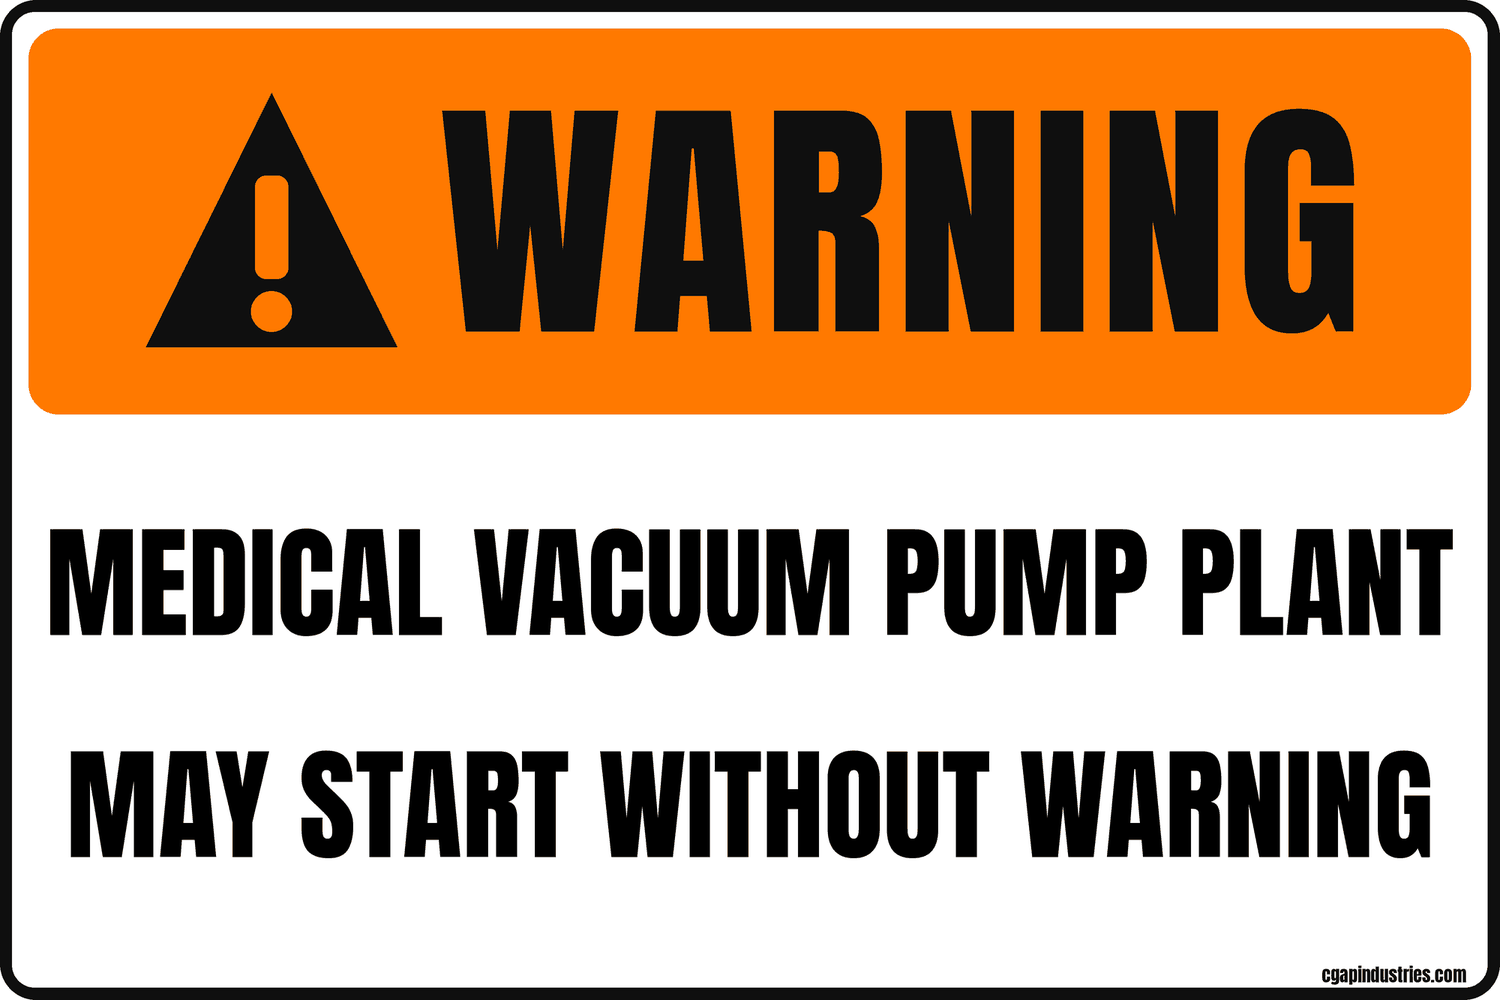 WARNING
MEDICAL VACUUM PUMP PLANT
MAY START WITHOUT WARNING
cgapindustries.com